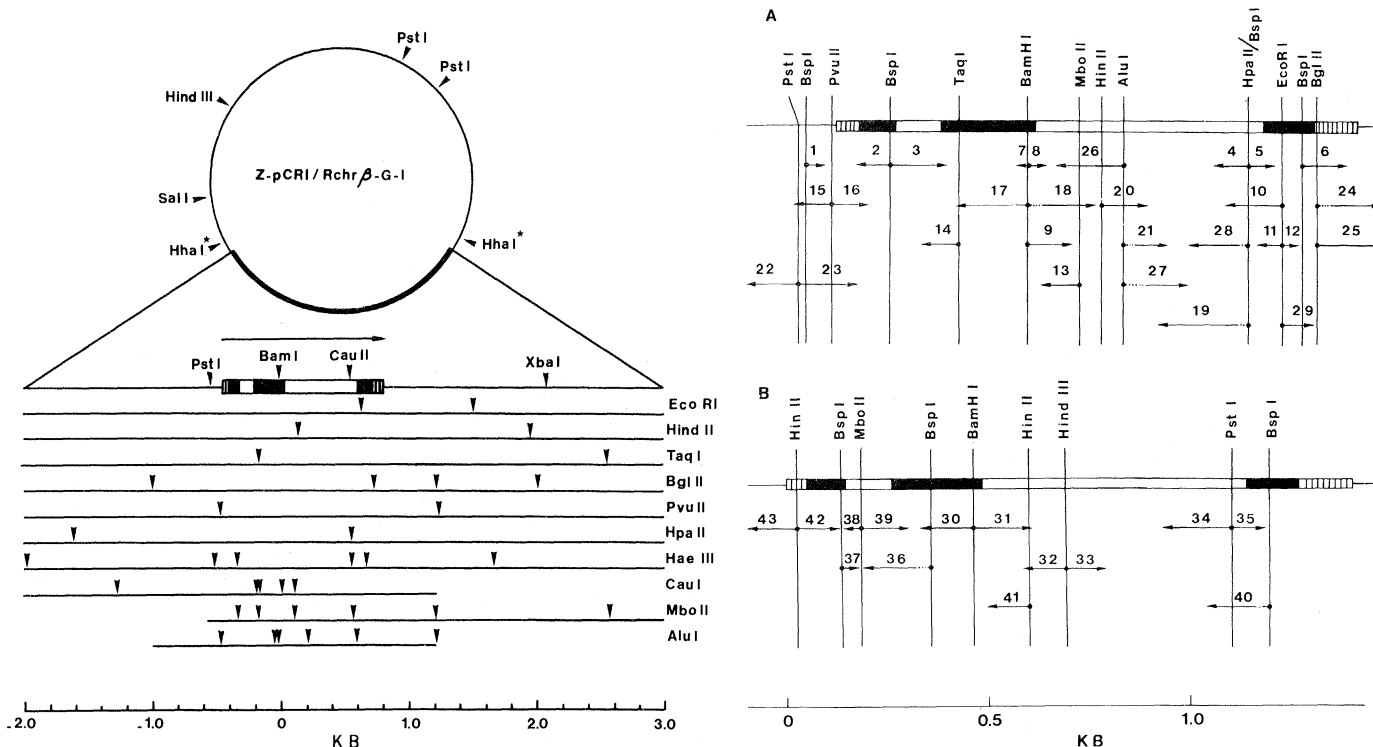 Pst I
Pst I
Hind III
Z-pCRI / Rchr β-G-I
Sal I
Hha I*
Hha I*
Pst I
Bam I
Cau II
Xba I
Eco RI
Hind II
Taq I
Bgl II
Pvu II
Hpa II
Hae III
Cau I
Mbo II
Alu I
-2.0 -1.0 0 1.0 2.0 3.0
KB
A
Pst I
Bsp I
Pvu II
Bsp I
Taq I
BamH I
Mbo II
Hin II
Alu I
Hpa II/Bsp I
EcoR I
Bsp I
Bgl II
1 2 3 7 8 26 4 5 6
15 16 17 18 20 10 24
14 9 21 28 11 12 25
22 23 13 27
19 29
B
Hin II
Bsp I
Mbo II
Bsp I
BamH I
Hin II
Hind III
Pst I
Bsp I
43 42 38 39 30 31 34 35
37 36 32 33
41 40
0 0.5 1.0
KB